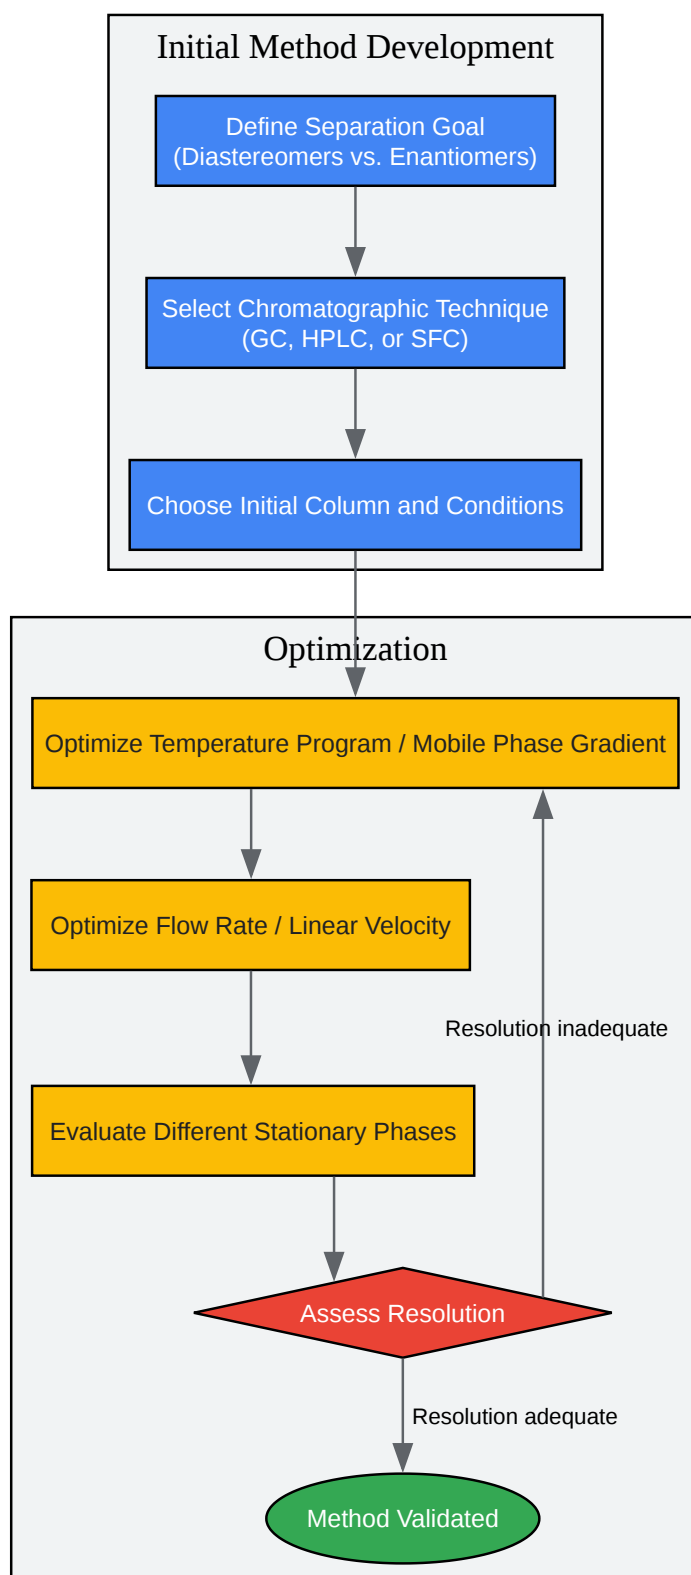 Initial Method Development
Define Separation Goal
(Diastereomers vs. Enantiomers)
Select Chromatographic Technique
(GC, HPLC, or SFC)
Choose Initial Column and Conditions
Optimization
Optimize Temperature Program / Mobile Phase Gradient
Optimize Flow Rate / Linear Velocity
Resolution inadequate
Evaluate Different Stationary Phases
Assess Resolution
Resolution adequate
Method Validated